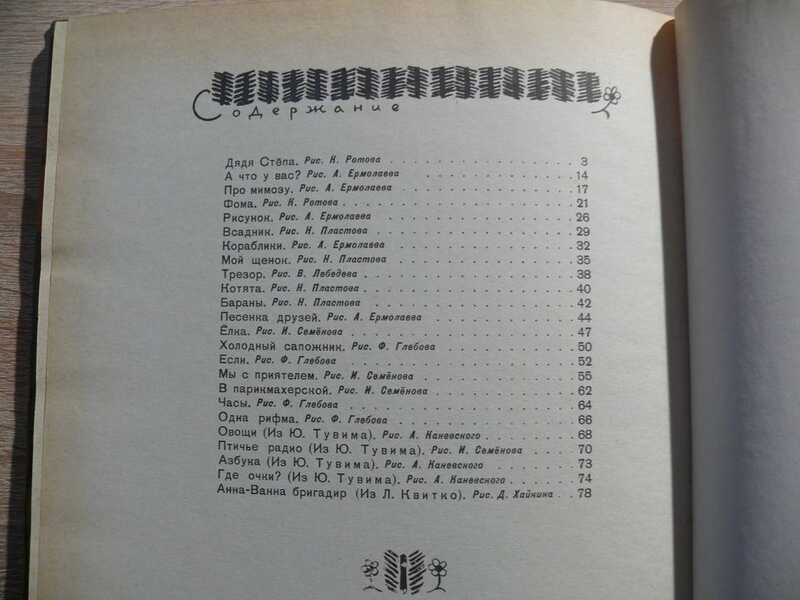 Содержание
Дядя Стёпа. Рис. К. Ротова . . . . . . . . . . . . . 3
А что у вас? Рис. А. Ермолаева . . . . . . . . . . 14
Про мимозу. Рис. А. Ермолаева . . . . . . . . . . . 17
Фома. Рис. К. Ротова . . . . . . . . . . . . . . . 21
Рисунок. Рис. А. Ермолаева . . . . . . . . . . . . 26
Всадник. Рис. Н. Пластова . . . . . . . . . . . . . 29
Кораблики. Рис. А. Ермолаева . . . . . . . . . . . 32
Мой щенок. Рис. Н. Пластова . . . . . . . . . . . . 35
Трезор. Рис. В. Лебедева . . . . . . . . . . . . . 38
Котята. Рис. Н. Пластова . . . . . . . . . . . . . 40
Бараны. Рис. Н. Пластова . . . . . . . . . . . . . 42
Песенка друзей. Рис. А. Ермолаева . . . . . . . . . 44
Ёлка. Рис. И. Семёнова . . . . . . . . . . . . . . 47
Холодный сапожник. Рис. Ф. Глебова . . . . . . . . 50
Если. Рис. Ф. Глебова . . . . . . . . . . . . . . . 52
Мы с приятелем. Рис. И. Семёнова . . . . . . . . . 55
В парикмахерской. Рис. И. Семёнова . . . . . . . . 62
Часы. Рис. Ф. Глебова . . . . . . . . . . . . . . . 64
Одна рифма. Рис. Ф. Глебова . . . . . . . . . . . . 66
Овощи (Из Ю. Тувима). Рис. А. Каневского . . . . . . 68
Птичье радио (Из Ю. Тувима). Рис. И. Семёнова . . . 70
Азбука (Из Ю. Тувима). Рис. А. Каневского . . . . . 73
Где очки? (Из Ю. Тувима). Рис. А. Каневского . . . . 74
Анна-Ванна бригадир (Из Л. Квитко). Рис. Д. Хайкина . . 78